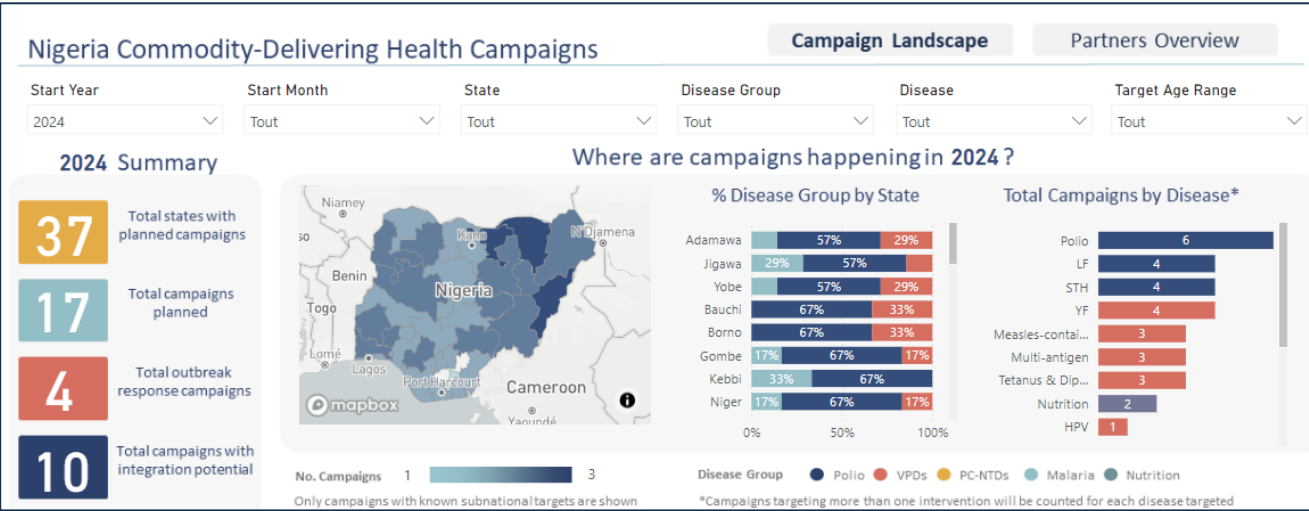 Nigeria Commodity-Delivering Health Campaigns
Campaign Landscape
Partners Overview
Start Year
Start Month
State
Disease Group
Disease
Target Age Range
2024
Tout
Tout
Tout
Tout
Tout
2024 Summary
37
Total states with
planned campaigns
17
Total campaigns
planned
4
Total outbreak
response campaigns
10
Total campaigns with
integration potential
Where are campaigns happening in 2024 ?
Niamey
so
Kano
N'Djamena
Benin
Nigeria
Togo
Lomé
Lagos
Port Harcourt
Cameroon
Yaoundé
mapbox
No. Campaigns 1 3
Only campaigns with known subnational targets are shown
% Disease Group by State
Adamawa 57% 29%
Jigawa 29% 57%
Yobe 57% 29%
Bauchi 67% 33%
Borno 67% 33%
Gombe 17% 67% 17%
Kebbi 33% 67%
Niger 17% 67% 17%
0% 50% 100%
Total Campaigns by Disease*
Polio 6
LF 4
STH 4
YF 4
Measles-contai... 3
Multi-antigen 3
Tetanus & Dip... 3
Nutrition 2
HPV 1
Disease Group Polio VPDs PC-NTDs Malaria Nutrition
*Campaigns targeting more than one intervention will be counted for each disease targeted